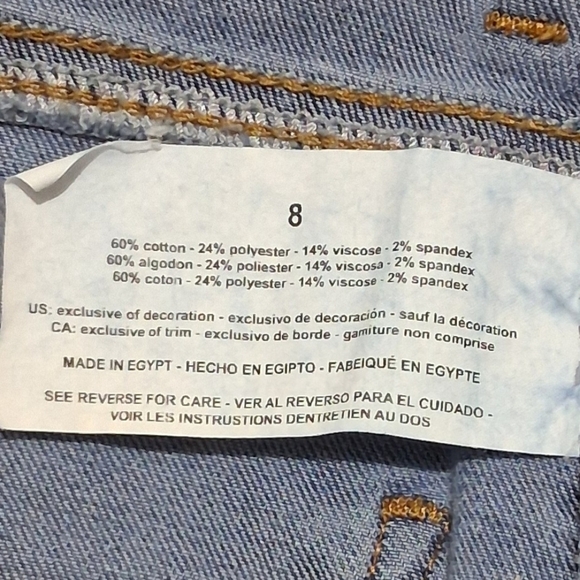 8
60% cotton - 24% polyester - 14% viscose - 2% spandex
60% algodon - 24% poliester - 14% viscosa - 2% spandex
60% coton - 24% polyester - 14% viscose - 2% spandex
US: exclusive of decoration - exclusivo de decoración - sauf la décoration
CA: exclusive of trim - exclusivo de borde - gamiture non comprise
MADE IN EGYPT - HECHO EN EGIPTO - FABEIQUÉ EN EGYPTE
SEE REVERSE FOR CARE - VER AL REVERSO PARA EL CUIDADO -
VOIR LES INSTRUSTIONS DENTRETIEN AU DOS